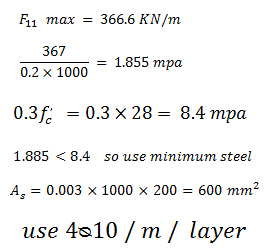 F₁₁ max = 366.6 KN/m
367
0.2 × 1000 = 1.855 mpa
0.3f'c = 0.3 × 28 = 8.4 mpa
1.885 < 8.4 so use minimum steel
Aₛ = 0.003 × 1000 × 200 = 600 mm²
use 4⌀10 / m / layer